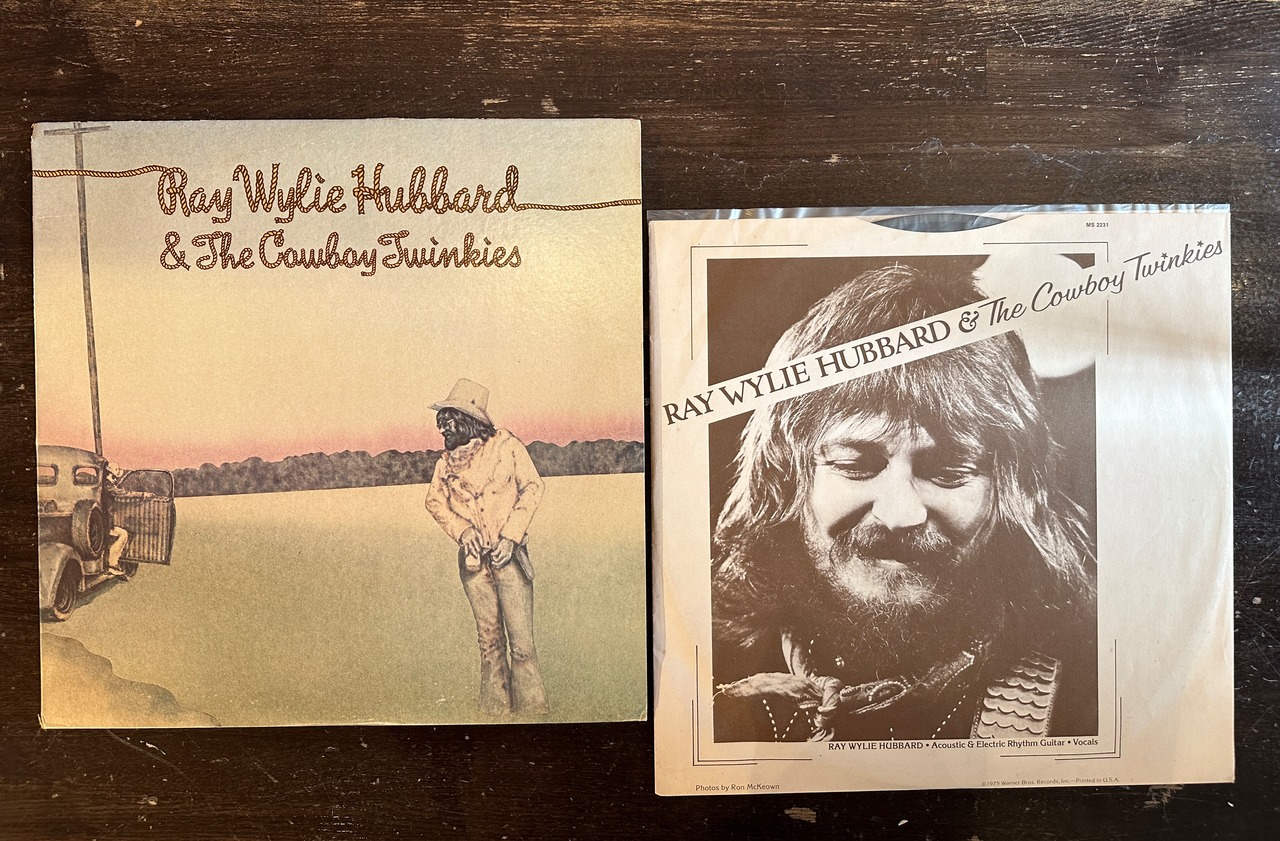 Ray Wylie Hubbard
& The Cowboy Twinkies
MS 2231
RAY WYLIE HUBBARD & The Cowboy Twinkies
RAY WYLIE HUBBARD • Acoustic & Electric Rhythm Guitar • Vocals
Photos by Ron McKeown
© 1975 Warner Bros. Records, Inc.—Printed in U.S.A.